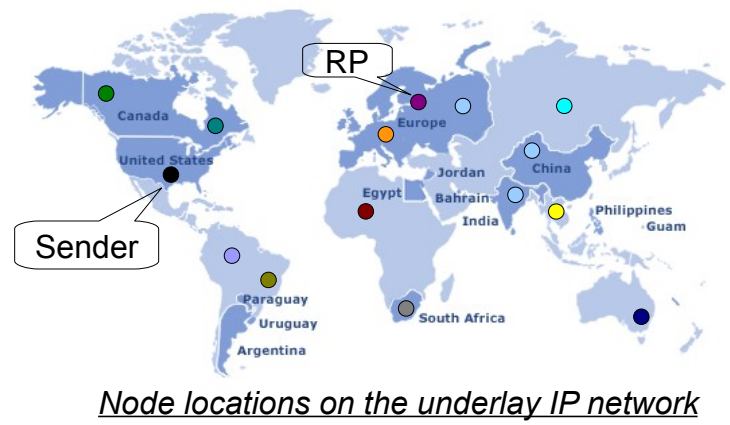 RP
Canada
Europe
United States
China
Jordan
Egypt
Bahrain
India
Philippines
Guam
Sender
Paraguay
Uruguay
South Africa
Argentina
Node locations on the underlay IP network